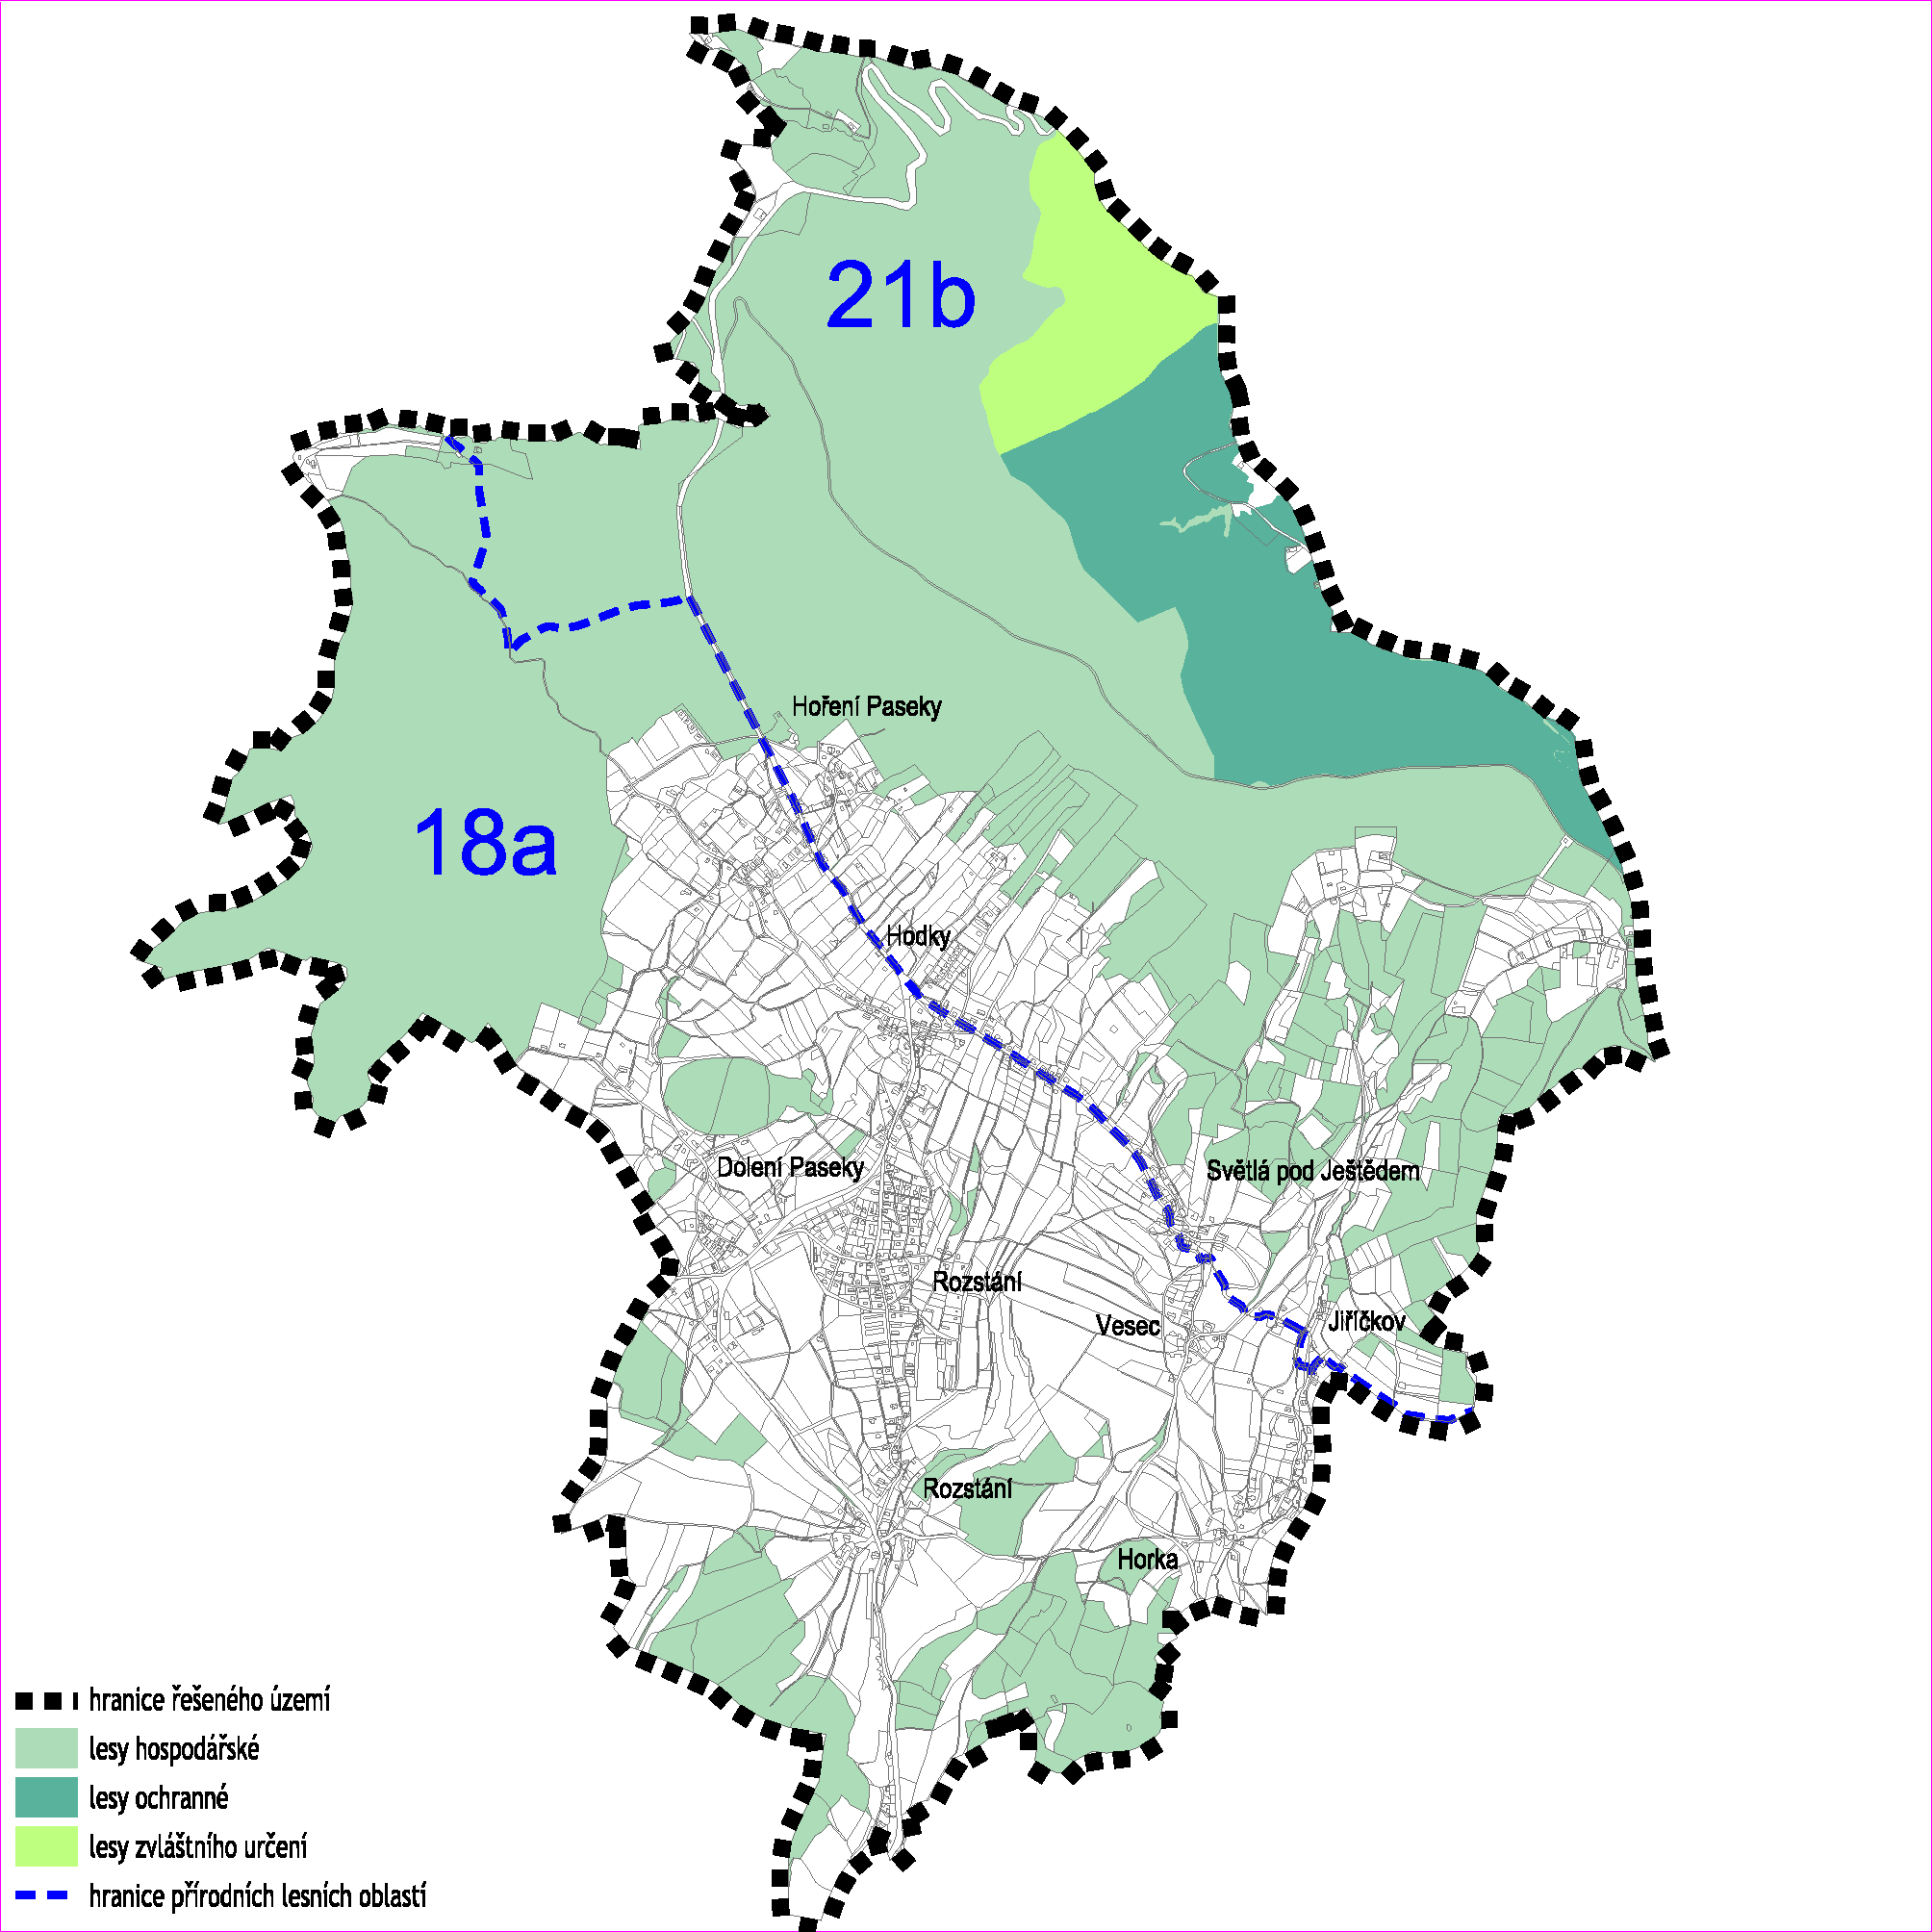 21b
Hoření Paseky
18a
Hodky
Dolení Paseky
Světlá pod Ještědem
Rozstání
Vesec
Jiříčkov
Rozstání
Horka
hranice řešeného území
lesy hospodářské
lesy ochranné
lesy zvláštního určení
hranice přírodních lesních oblastí